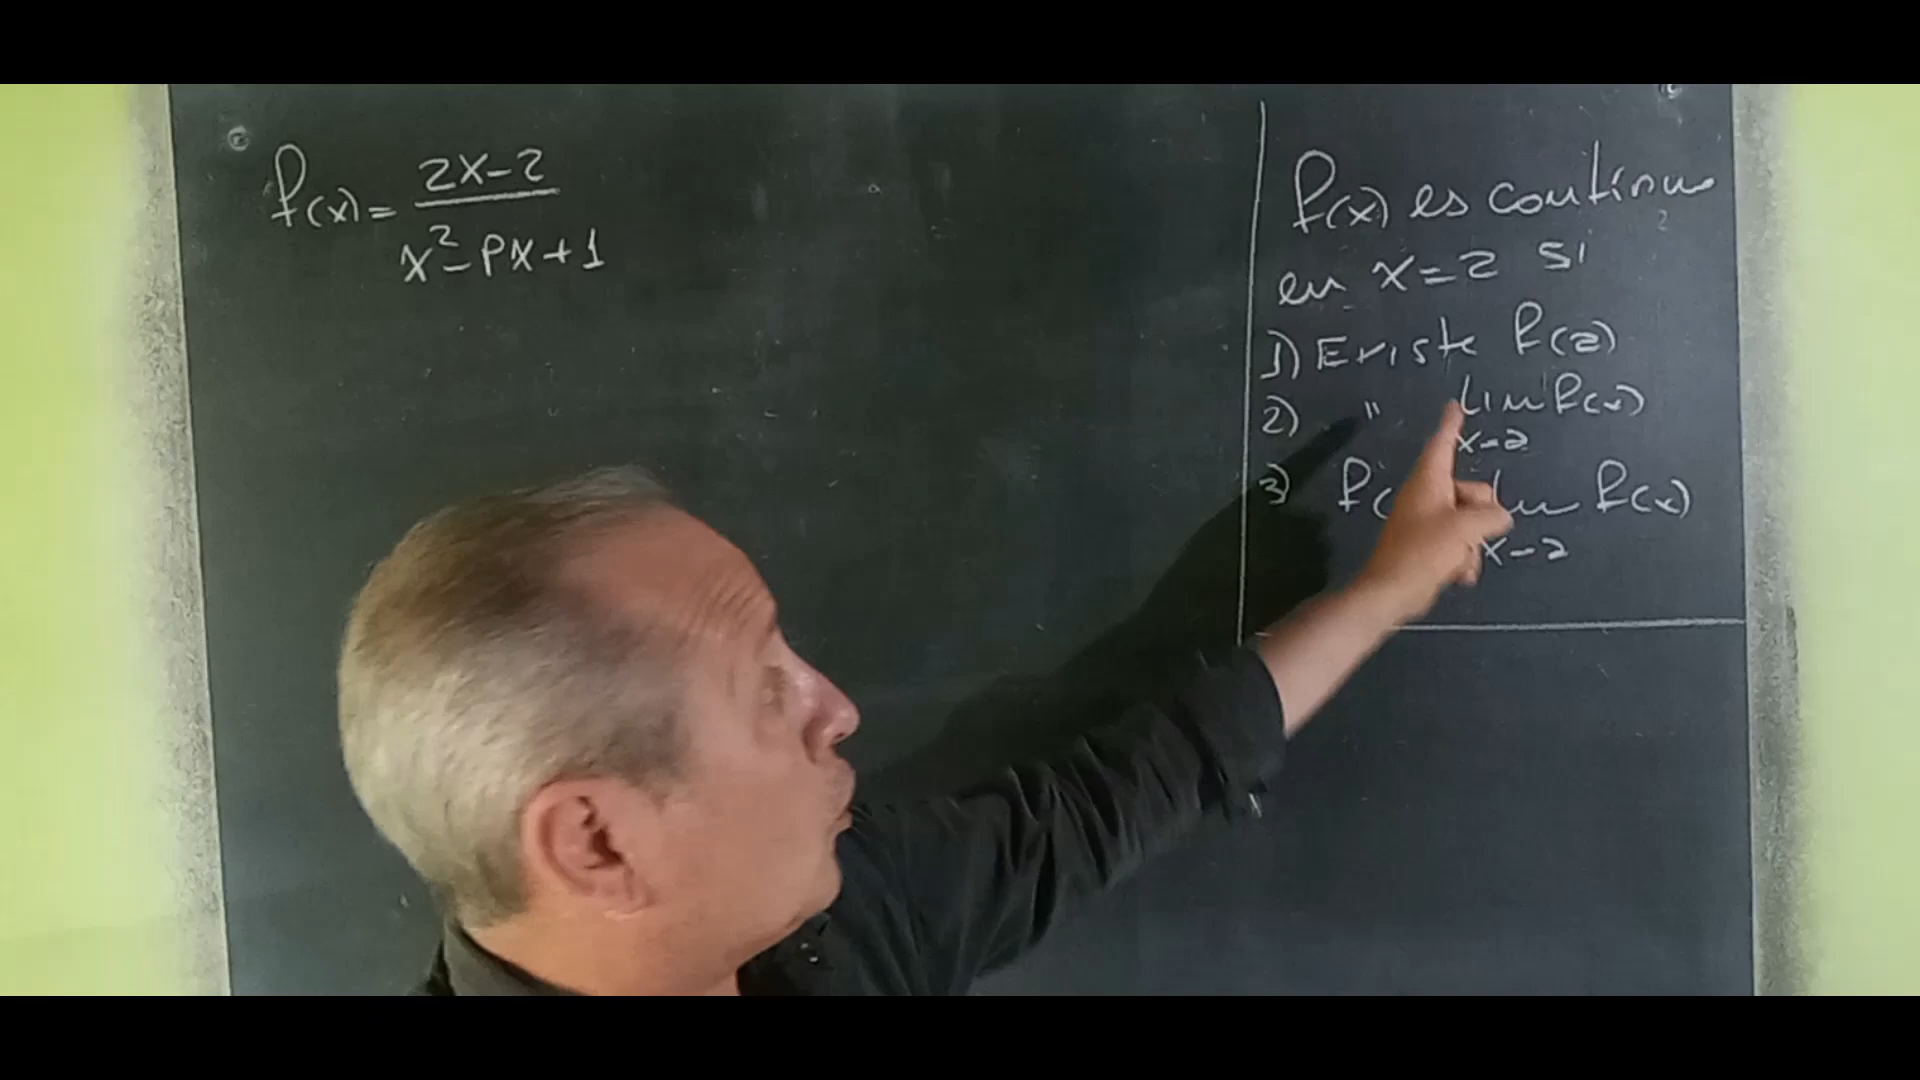 f(x) = 2x-2
x²-Px+1
f(x) es continua
en x=2 si
1) Existe f(2)
2) " lim f(x)
x-2
3) f( lim f(x)
x-2